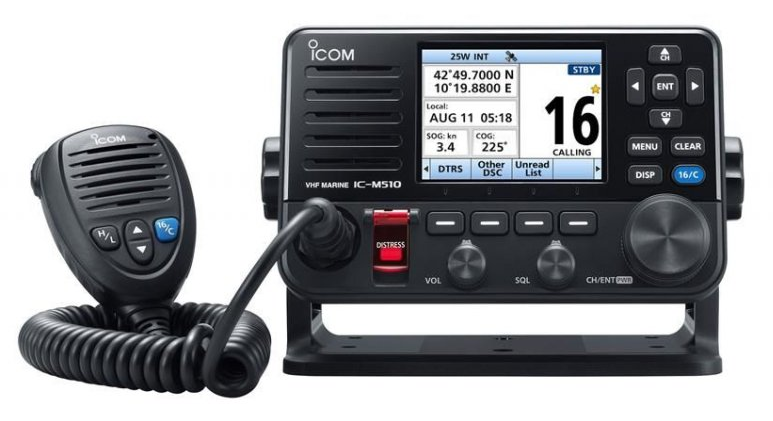 ICOM
25W INT
42°49.7000 N
10°19.8800 E
Local:
AUG 11 05:18
SOG: kn
3.4
COG:
225°
STBY
16
CALLING
DTRS
Other
DSC
Unread
List
CH
ENT
CH
MENU
CLEAR
DISP
16/C
VHF MARINE IC-M510
DISTRESS
VOL
SQL
CH/ENT PWR
ICOM
H/L
16/C